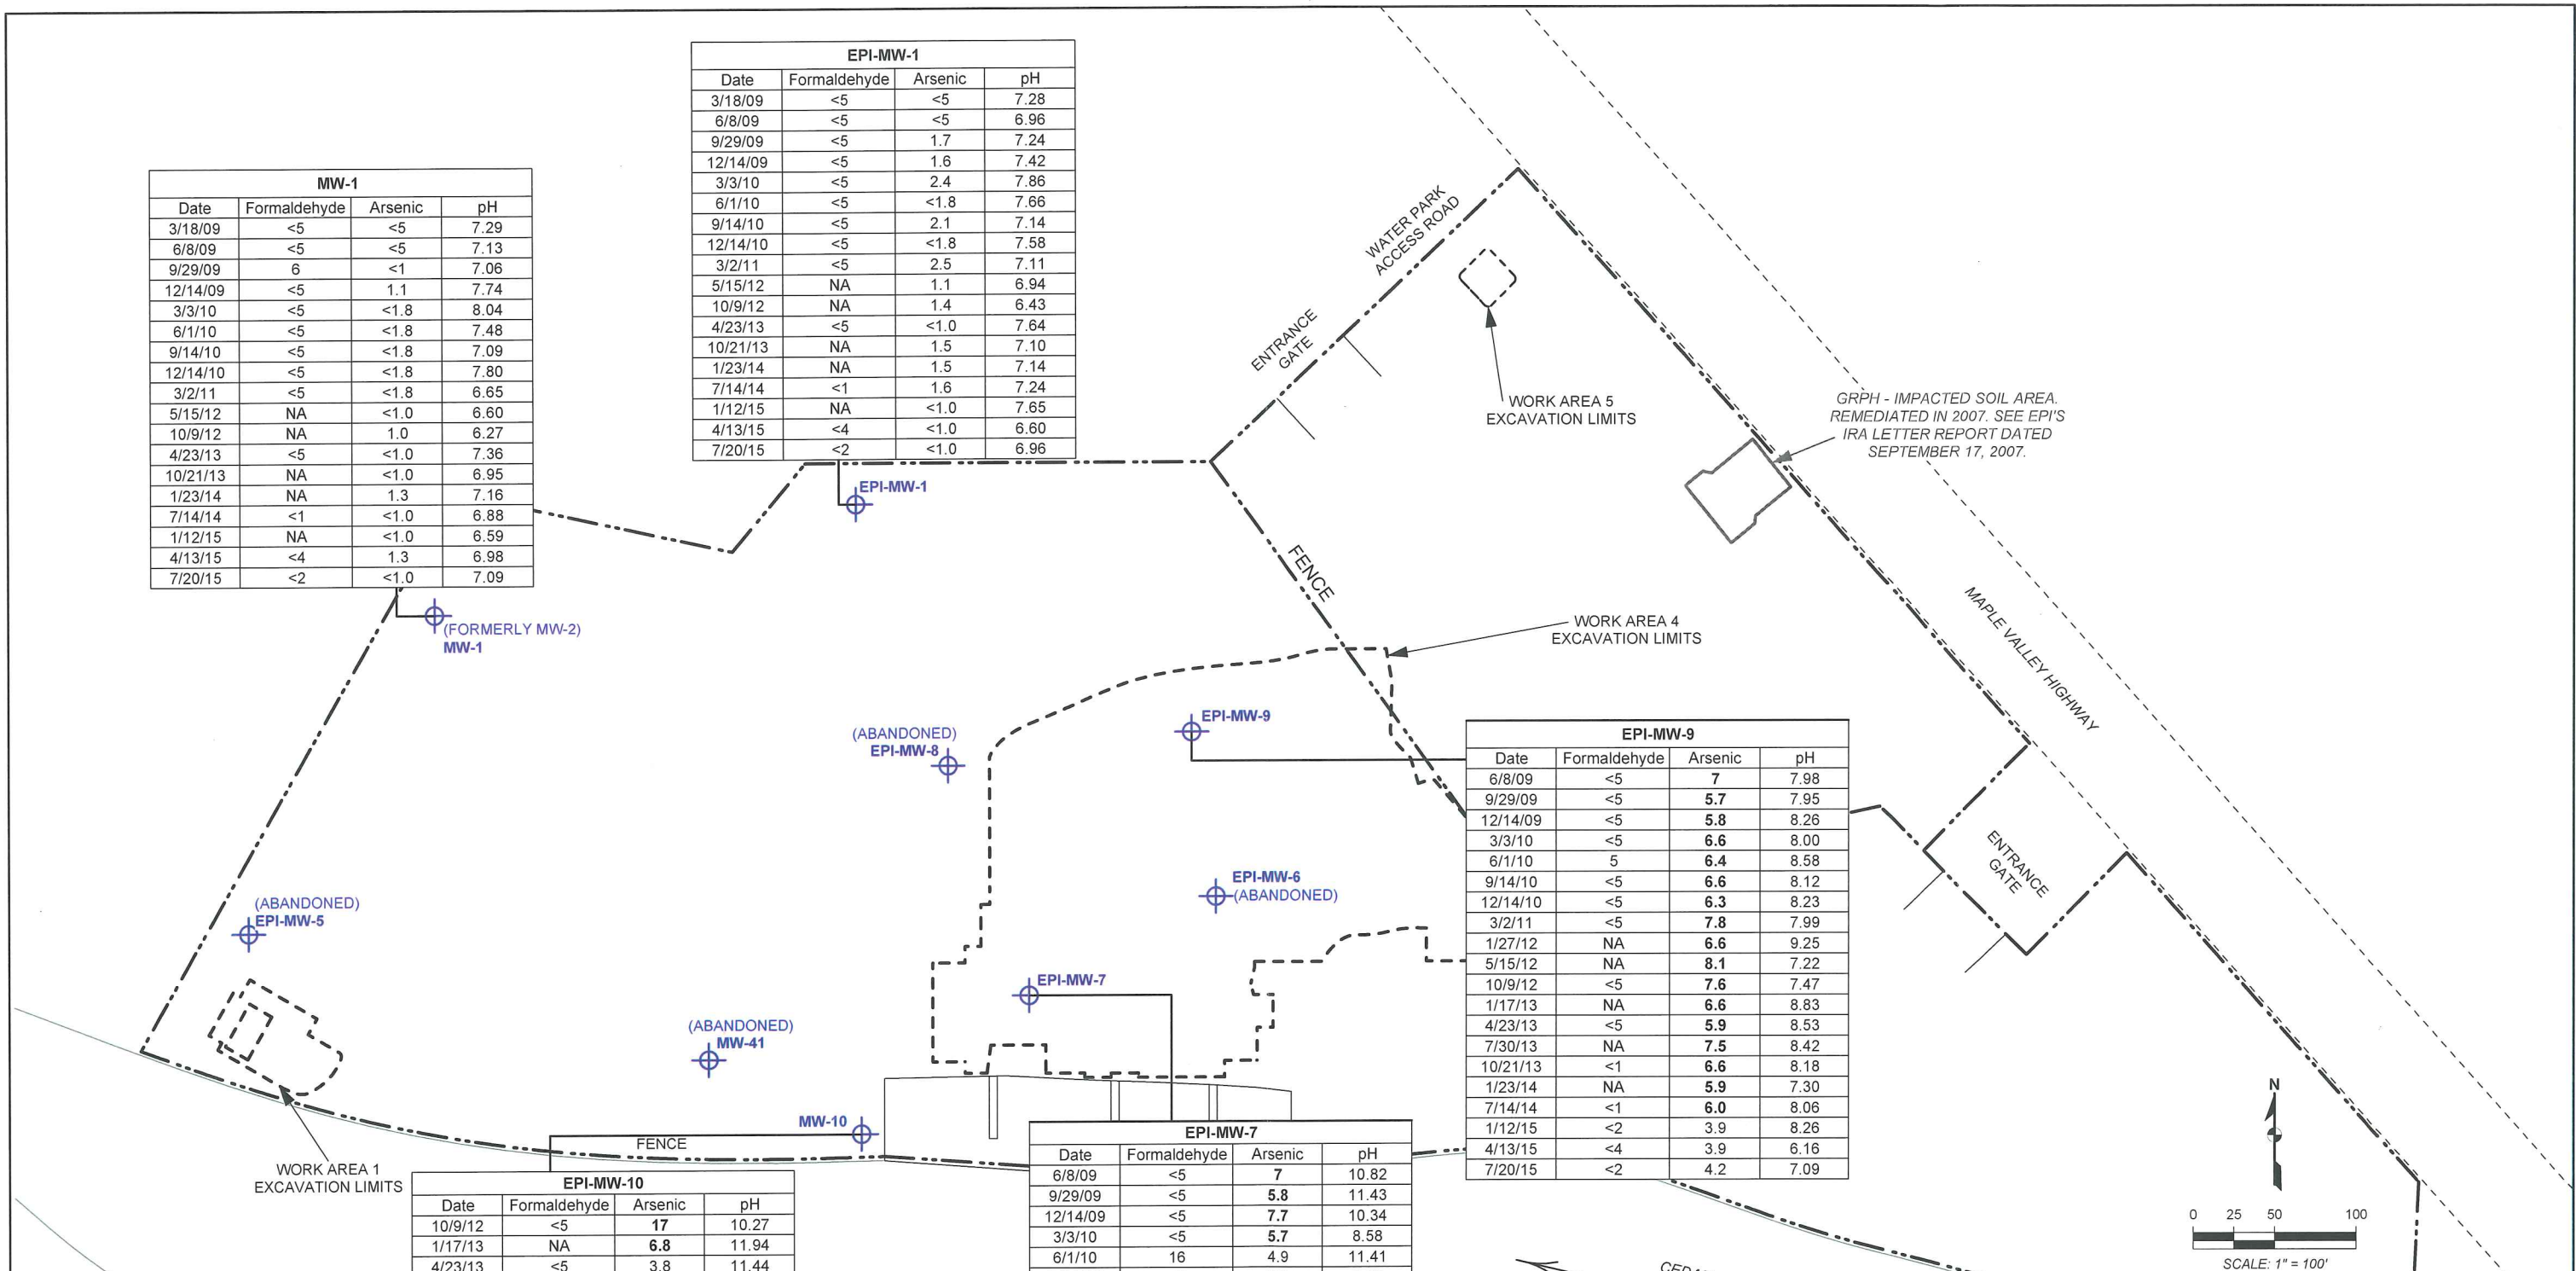 EPI-MW-1
Date Formaldehyde Arsenic pH
3/18/09 <5 <5 7.28
6/8/09 <5 <5 6.96
9/29/09 <5 1.7 7.24
12/14/09 <5 1.6 7.42
3/3/10 <5 2.4 7.86
6/1/10 <5 <1.8 7.66
9/14/10 <5 2.1 7.14
12/14/10 <5 <1.8 7.58
3/2/11 <5 2.5 7.11
5/15/12 NA 1.1 6.94
10/9/12 NA 1.4 6.43
4/23/13 <5 <1.0 7.64
10/21/13 NA 1.5 7.10
1/23/14 NA 1.5 7.14
7/14/14 <1 1.6 7.24
1/12/15 NA <1.0 7.65
4/13/15 <4 <1.0 6.60
7/20/15 <2 <1.0 6.96
MW-1
Date Formaldehyde Arsenic pH
3/18/09 <5 <5 7.29
6/8/09 <5 <5 7.13
9/29/09 6 <1 7.06
12/14/09 <5 1.1 7.74
3/3/10 <5 <1.8 8.04
6/1/10 <5 <1.8 7.48
9/14/10 <5 <1.8 7.09
12/14/10 <5 <1.8 7.80
3/2/11 <5 <1.8 6.65
5/15/12 NA <1.0 6.60
10/9/12 NA 1.0 6.27
4/23/13 <5 <1.0 7.36
10/21/13 NA <1.0 6.95
1/23/14 NA 1.3 7.16
7/14/14 <1 <1.0 6.88
1/12/15 NA <1.0 6.59
4/13/15 <4 1.3 6.98
7/20/15 <2 <1.0 7.09
WATER PARK
ACCESS ROAD
ENTRANCE
GATE
WORK AREA 5
EXCAVATION LIMITS
GRPH - IMPACTED SOIL AREA.
REMEDIATED IN 2007. SEE EPI'S
IRA LETTER REPORT DATED
SEPTEMBER 17, 2007.
EPI-MW-1
FENCE
(FORMERLY MW-2)
MW-1
WORK AREA 4
EXCAVATION LIMITS
MAPLE VALLEY HIGHWAY
(ABANDONED)
EPI-MW-8
EPI-MW-9
EPI-MW-9
Date Formaldehyde Arsenic pH
6/8/09 <5 7 7.98
9/29/09 <5 5.7 7.95
12/14/09 <5 5.8 8.26
3/3/10 <5 6.6 8.00
6/1/10 5 6.4 8.58
9/14/10 <5 6.6 8.12
12/14/10 <5 6.3 8.23
3/2/11 <5 7.8 7.99
1/27/12 NA 6.6 9.25
5/15/12 NA 8.1 7.22
10/9/12 <5 7.6 7.47
1/17/13 NA 6.6 8.83
4/23/13 <5 5.9 8.53
7/30/13 NA 7.5 8.42
10/21/13 <1 6.6 8.18
1/23/14 NA 5.9 7.30
7/14/14 <1 6.0 8.06
1/12/15 <2 3.9 8.26
4/13/15 <4 3.9 6.16
7/20/15 <2 4.2 7.09
ENTRANCE
GATE
EPI-MW-6
(ABANDONED)
(ABANDONED)
EPI-MW-5
EPI-MW-7
(ABANDONED)
MW-41
MW-10
FENCE
WORK AREA 1
EXCAVATION LIMITS
EPI-MW-10
Date Formaldehyde Arsenic pH
10/9/12 <5 17 10.27
1/17/13 NA 6.8 11.94
4/23/13 <5 3.8 11.44
EPI-MW-7
Date Formaldehyde Arsenic pH
6/8/09 <5 7 10.82
9/29/09 <5 5.8 11.43
12/14/09 <5 7.7 10.34
3/3/10 <5 5.7 8.58
6/1/10 16 4.9 11.41
N
0 25 50 100
SCALE: 1" = 100'